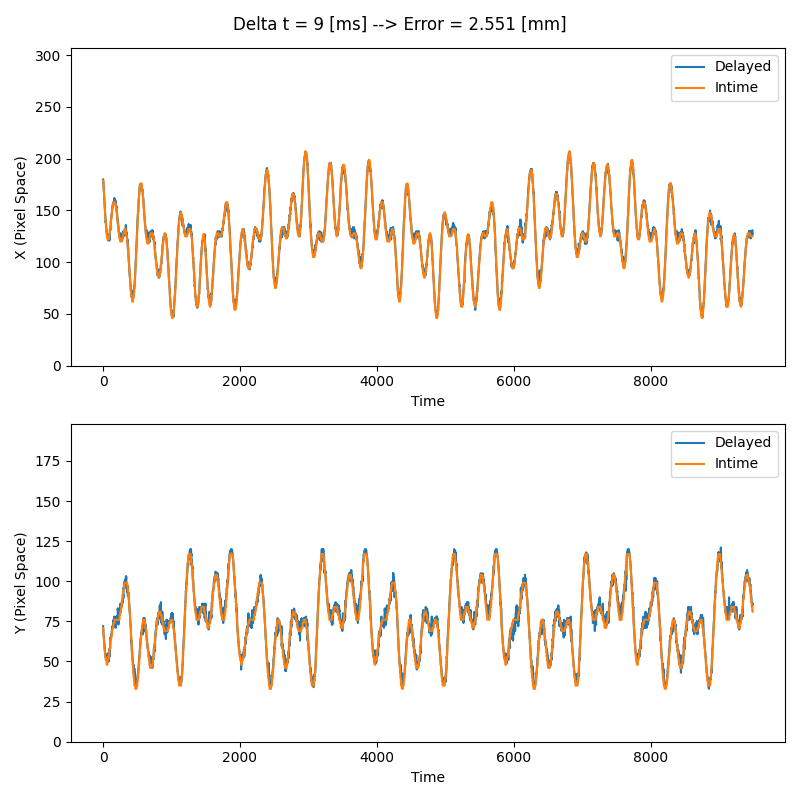 Delta t = 9 [ms] --> Error = 2.551 [mm]
300
250
200
150
100
50
0
X (Pixel Space)
Delayed
Intime
0 2000 4000 6000 8000
Time
175
150
125
100
75
50
25
0
Y (Pixel Space)
Delayed
Intime
0 2000 4000 6000 8000
Time